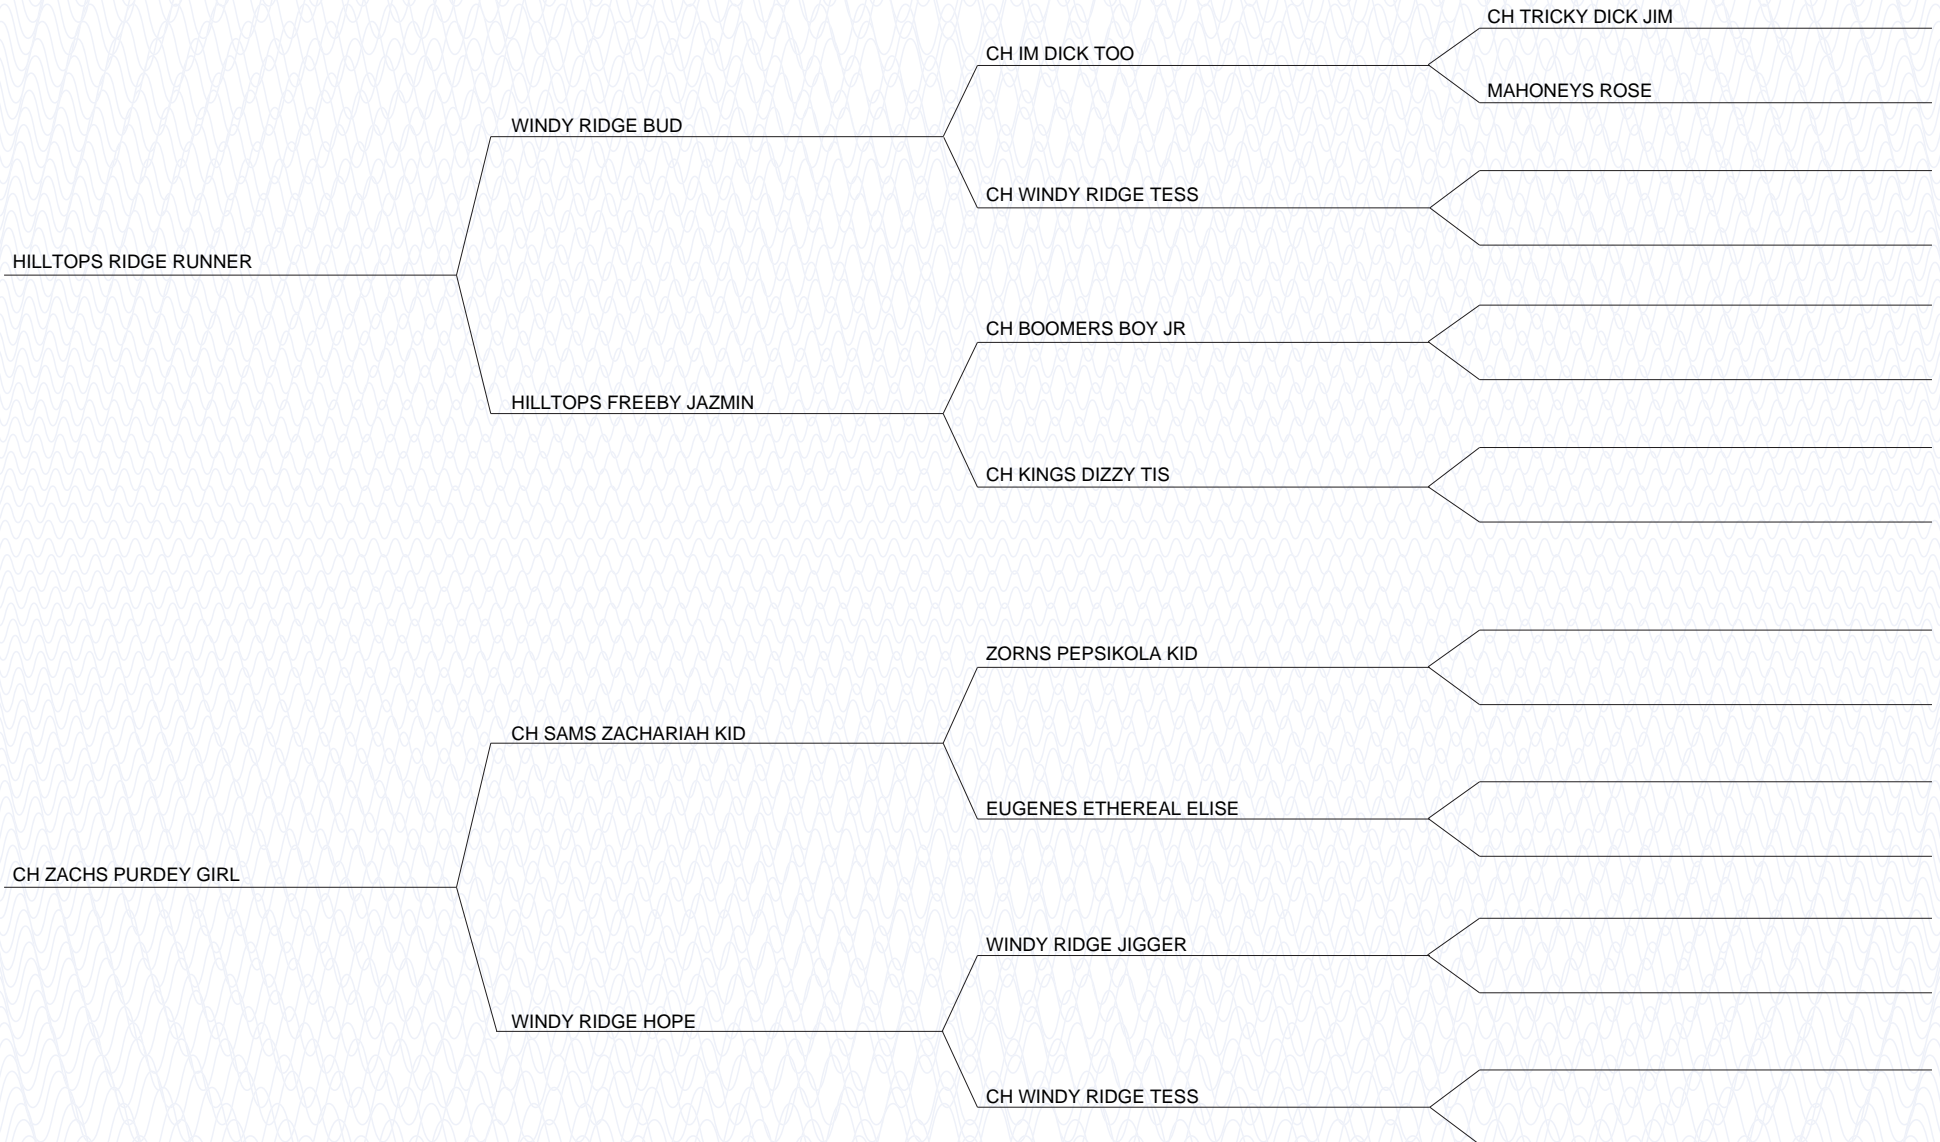 CH TRICKY DICK JIM
CH IM DICK TOO
MAHONEYS ROSE
WINDY RIDGE BUD
CH WINDY RIDGE TESS
HILLTOPS RIDGE RUNNER
CH BOOMERS BOY JR
HILLTOPS FREEBY JAZMIN
CH KINGS DIZZY TIS
ZORNS PEPSIKOLA KID
CH SAMS ZACHARIAH KID
EUGENES ETHEREAL ELISE
CH ZACHS PURDEY GIRL
WINDY RIDGE JIGGER
WINDY RIDGE HOPE
CH WINDY RIDGE TESS